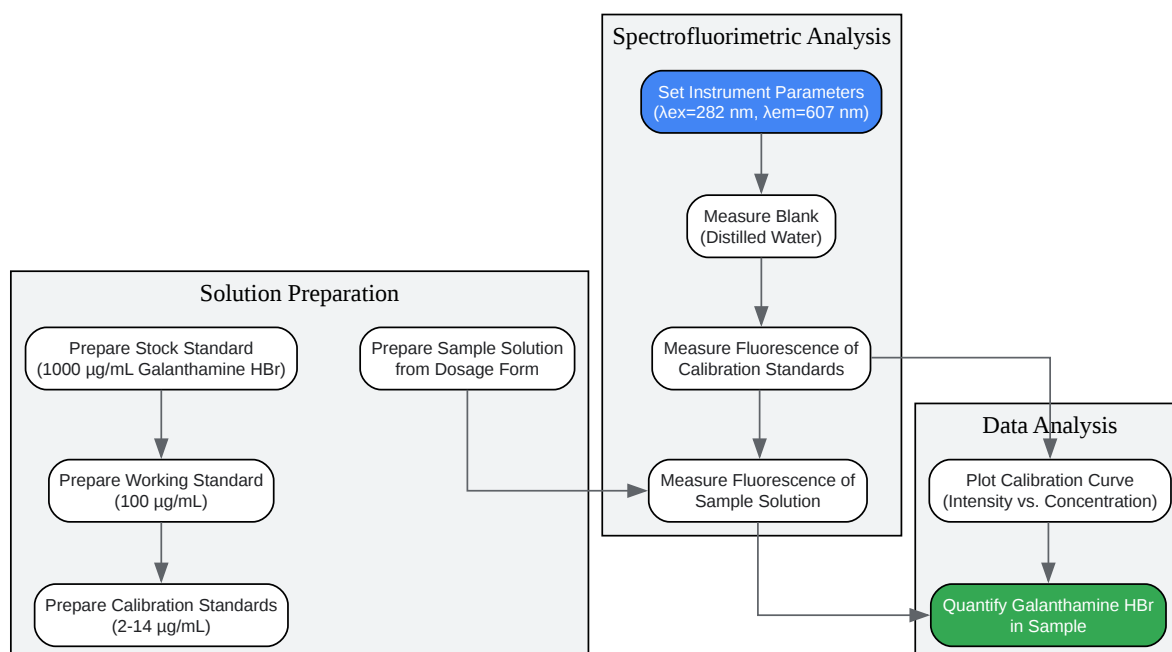 Spectrofluorimetric Analysis
Set Instrument Parameters
(λex=282 nm, λem=607 nm)
Measure Blank
(Distilled Water)
Measure Fluorescence of
Calibration Standards
Measure Fluorescence of
Sample Solution
Solution Preparation
Prepare Stock Standard
(1000 µg/mL Galanthamine HBr)
Prepare Sample Solution
from Dosage Form
Prepare Working Standard
(100 µg/mL)
Prepare Calibration Standards
(2-14 µg/mL)
Data Analysis
Plot Calibration Curve
(Intensity vs. Concentration)
Quantify Galanthamine HBr
in Sample